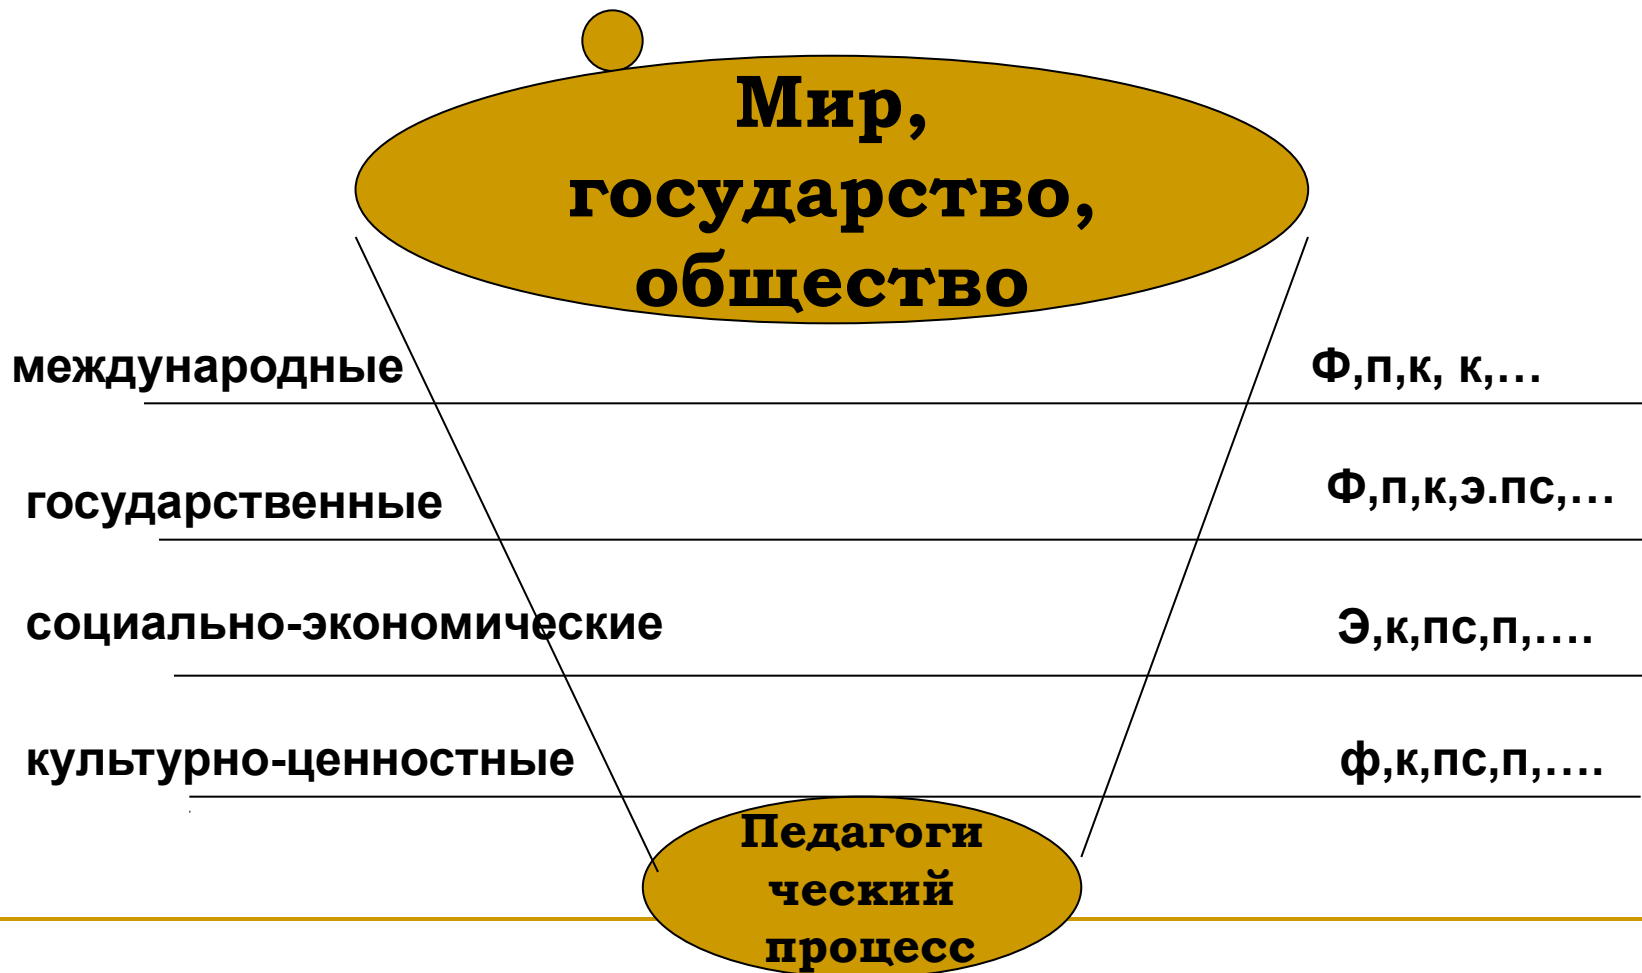 Мир,
государство,
общество
международные Ф,п,к, к,...
государственные Ф,п,к,э.пс,...
социально-экономические Э,к,пс,п,....
культурно-ценностные ф,к,пс,п,....
Педагоги
ческий
процесс